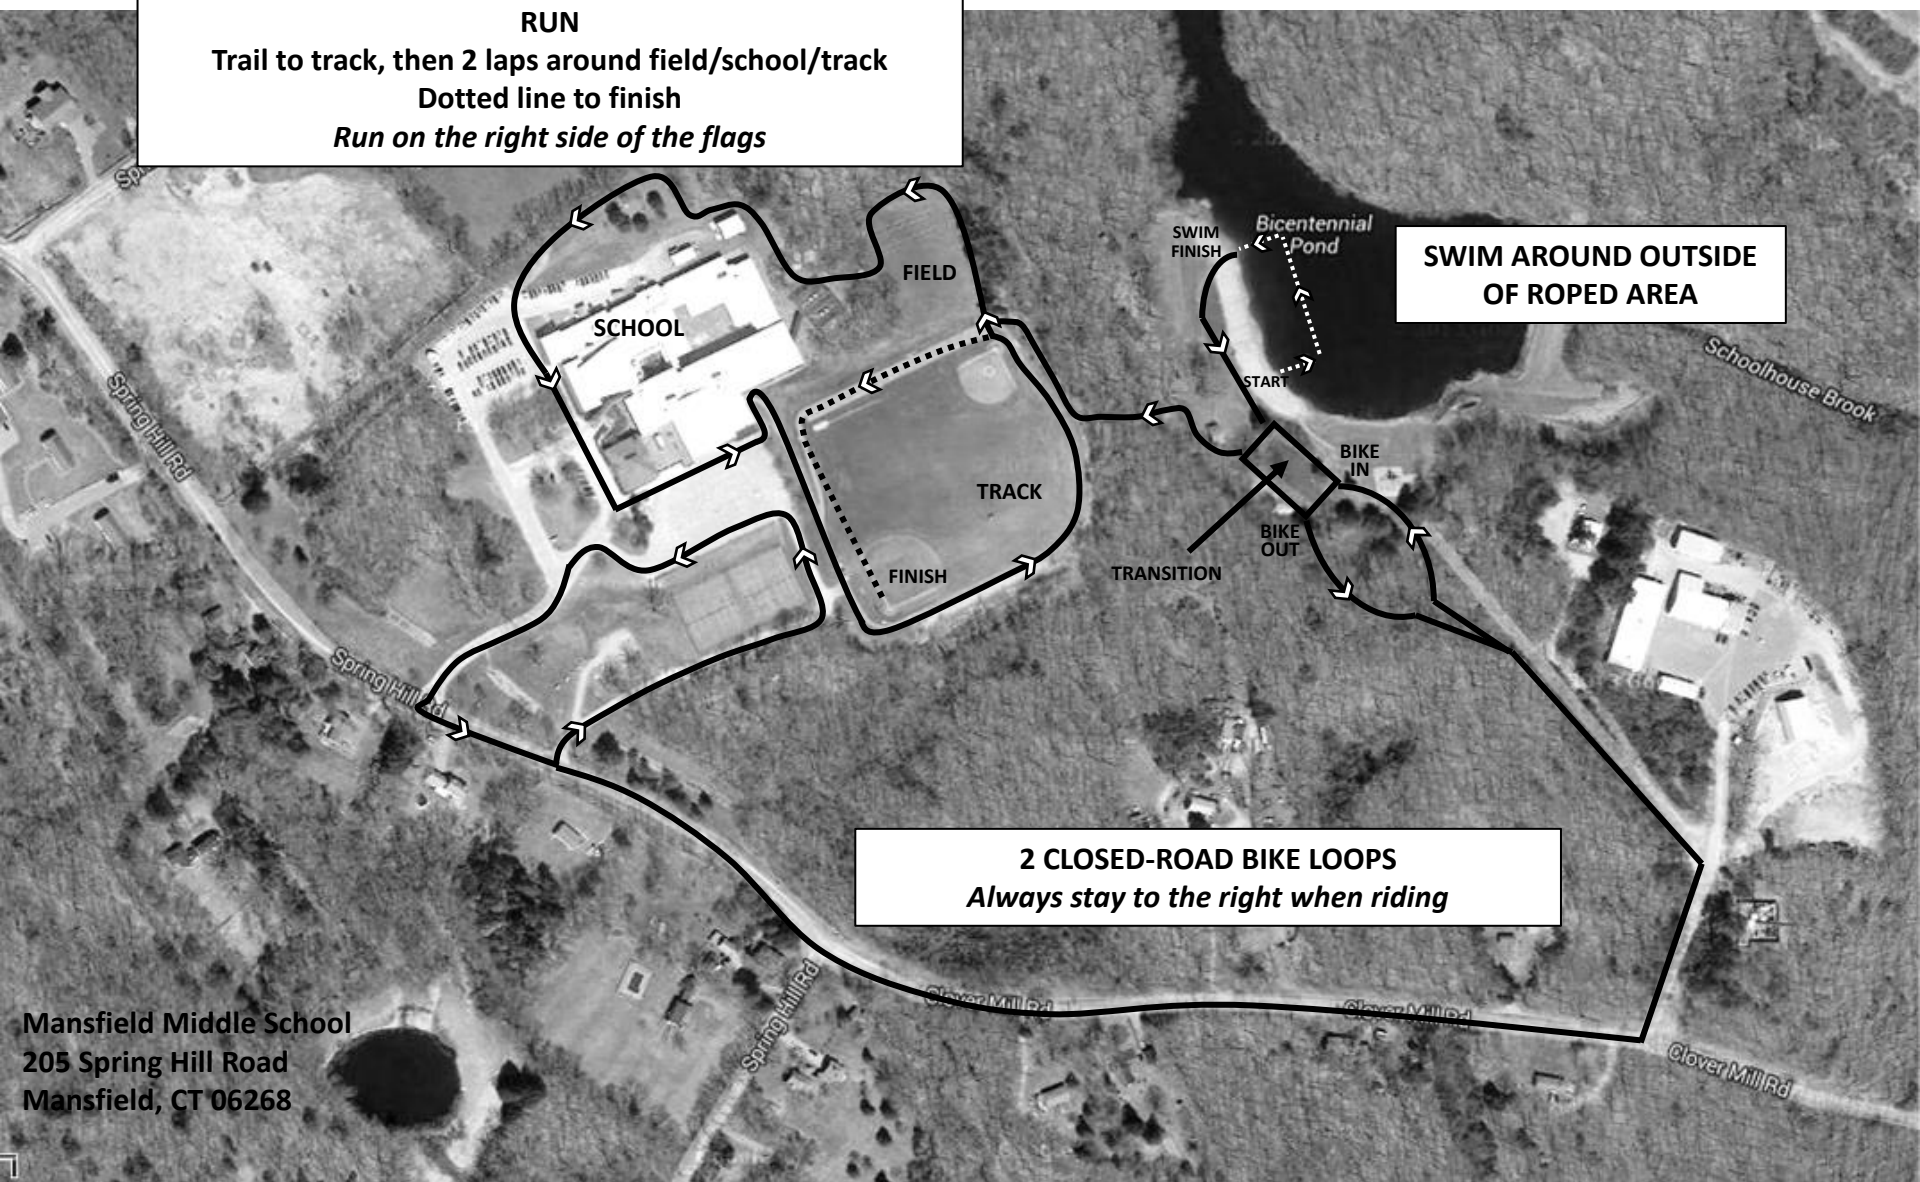 RUN
Trail to track, then 2 laps around field/school/track
Dotted line to finish
Run on the right side of the flags
SWIM
FINISH
Bicentennial
Pond
SWIM AROUND OUTSIDE
OF ROPED AREA
FIELD
SCHOOL
START
Schoolhouse Brook
Spring Hill Rd
BIKE
IN
TRACK
BIKE
OUT
TRANSITION
FINISH
Spring Hill Rd
2 CLOSED-ROAD BIKE LOOPS
Always stay to the right when riding
Spring Hill Rd
Clover Mill Rd
Clover Mill Rd
Clover Mill Rd
Mansfield Middle School
205 Spring Hill Road
Mansfield, CT 06268